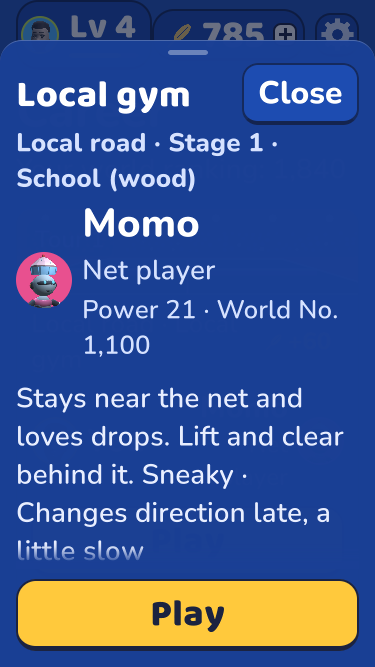 Lv 4
785
Local gym
Close
Local road · Stage 1 ·
School (wood)
Momo
Net player
Power 21 · World No.
1,100
Stays near the net and
loves drops. Lift and clear
behind it. Sneaky ·
Changes direction late, a
little slow
Play